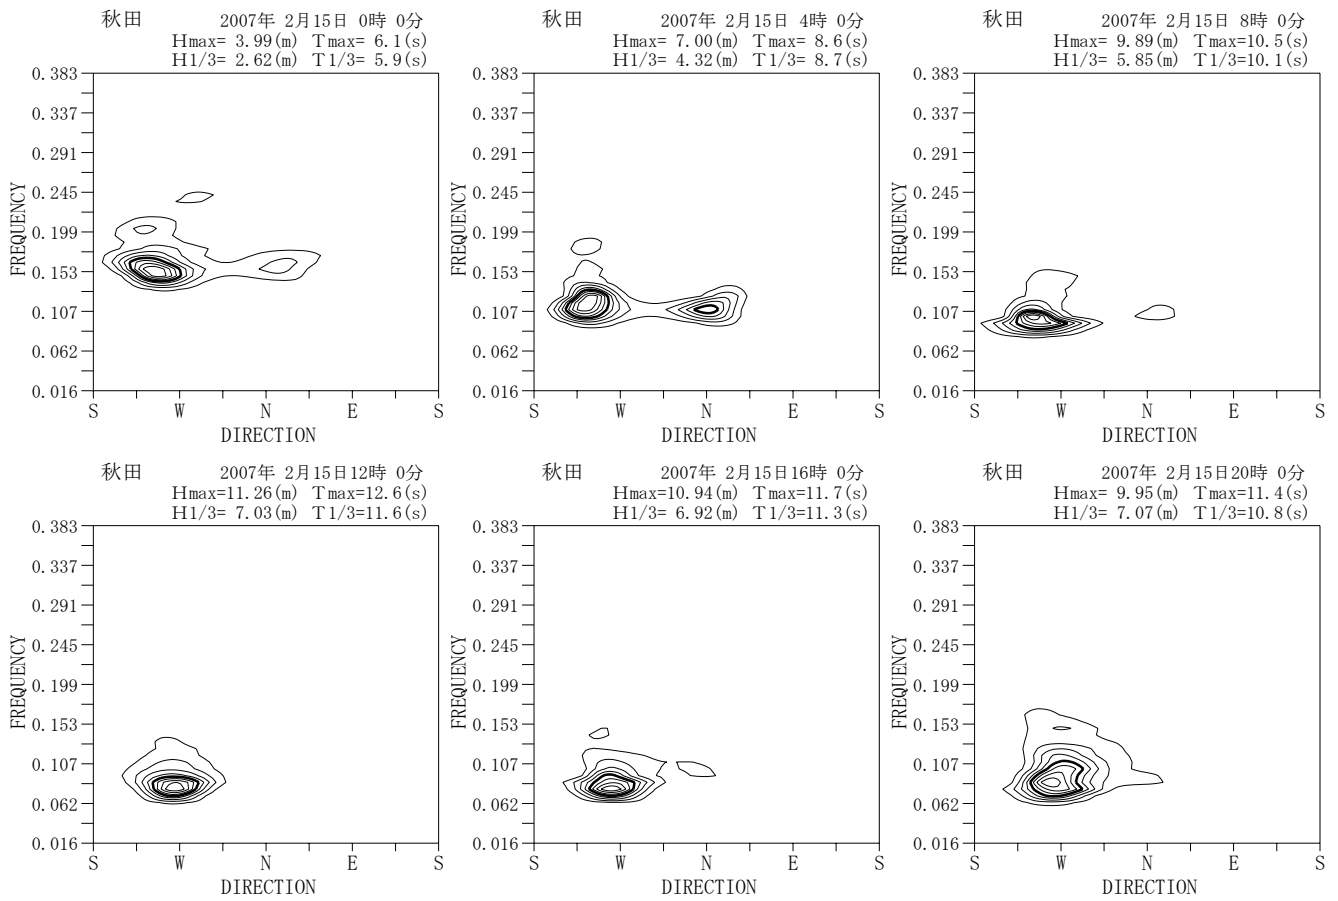 秋田 2007年 2月15日 0時 0分
Hmax= 3.99(m) Tmax= 6.1(s)
H1/3= 2.62(m) T1/3= 5.9(s)
0.383
0.337
0.291
0.245
0.199
0.153
0.107
0.062
0.016
FREQUENCY
S W N E S
DIRECTION
秋田 2007年 2月15日 4時 0分
Hmax= 7.00(m) Tmax= 8.6(s)
H1/3= 4.32(m) T1/3= 8.7(s)
0.383
0.337
0.291
0.245
0.199
0.153
0.107
0.062
0.016
FREQUENCY
S W N E S
DIRECTION
秋田 2007年 2月15日 8時 0分
Hmax= 9.89(m) Tmax=10.5(s)
H1/3= 5.85(m) T1/3=10.1(s)
0.383
0.337
0.291
0.245
0.199
0.153
0.107
0.062
0.016
FREQUENCY
S W N E S
DIRECTION
秋田 2007年 2月15日12時 0分
Hmax=11.26(m) Tmax=12.6(s)
H1/3= 7.03(m) T1/3=11.6(s)
0.383
0.337
0.291
0.245
0.199
0.153
0.107
0.062
0.016
FREQUENCY
S W N E S
DIRECTION
秋田 2007年 2月15日16時 0分
Hmax=10.94(m) Tmax=11.7(s)
H1/3= 6.92(m) T1/3=11.3(s)
0.383
0.337
0.291
0.245
0.199
0.153
0.107
0.062
0.016
FREQUENCY
S W N E S
DIRECTION
秋田 2007年 2月15日20時 0分
Hmax= 9.95(m) Tmax=11.4(s)
H1/3= 7.07(m) T1/3=10.8(s)
0.383
0.337
0.291
0.245
0.199
0.153
0.107
0.062
0.016
FREQUENCY
S W N E S
DIRECTION